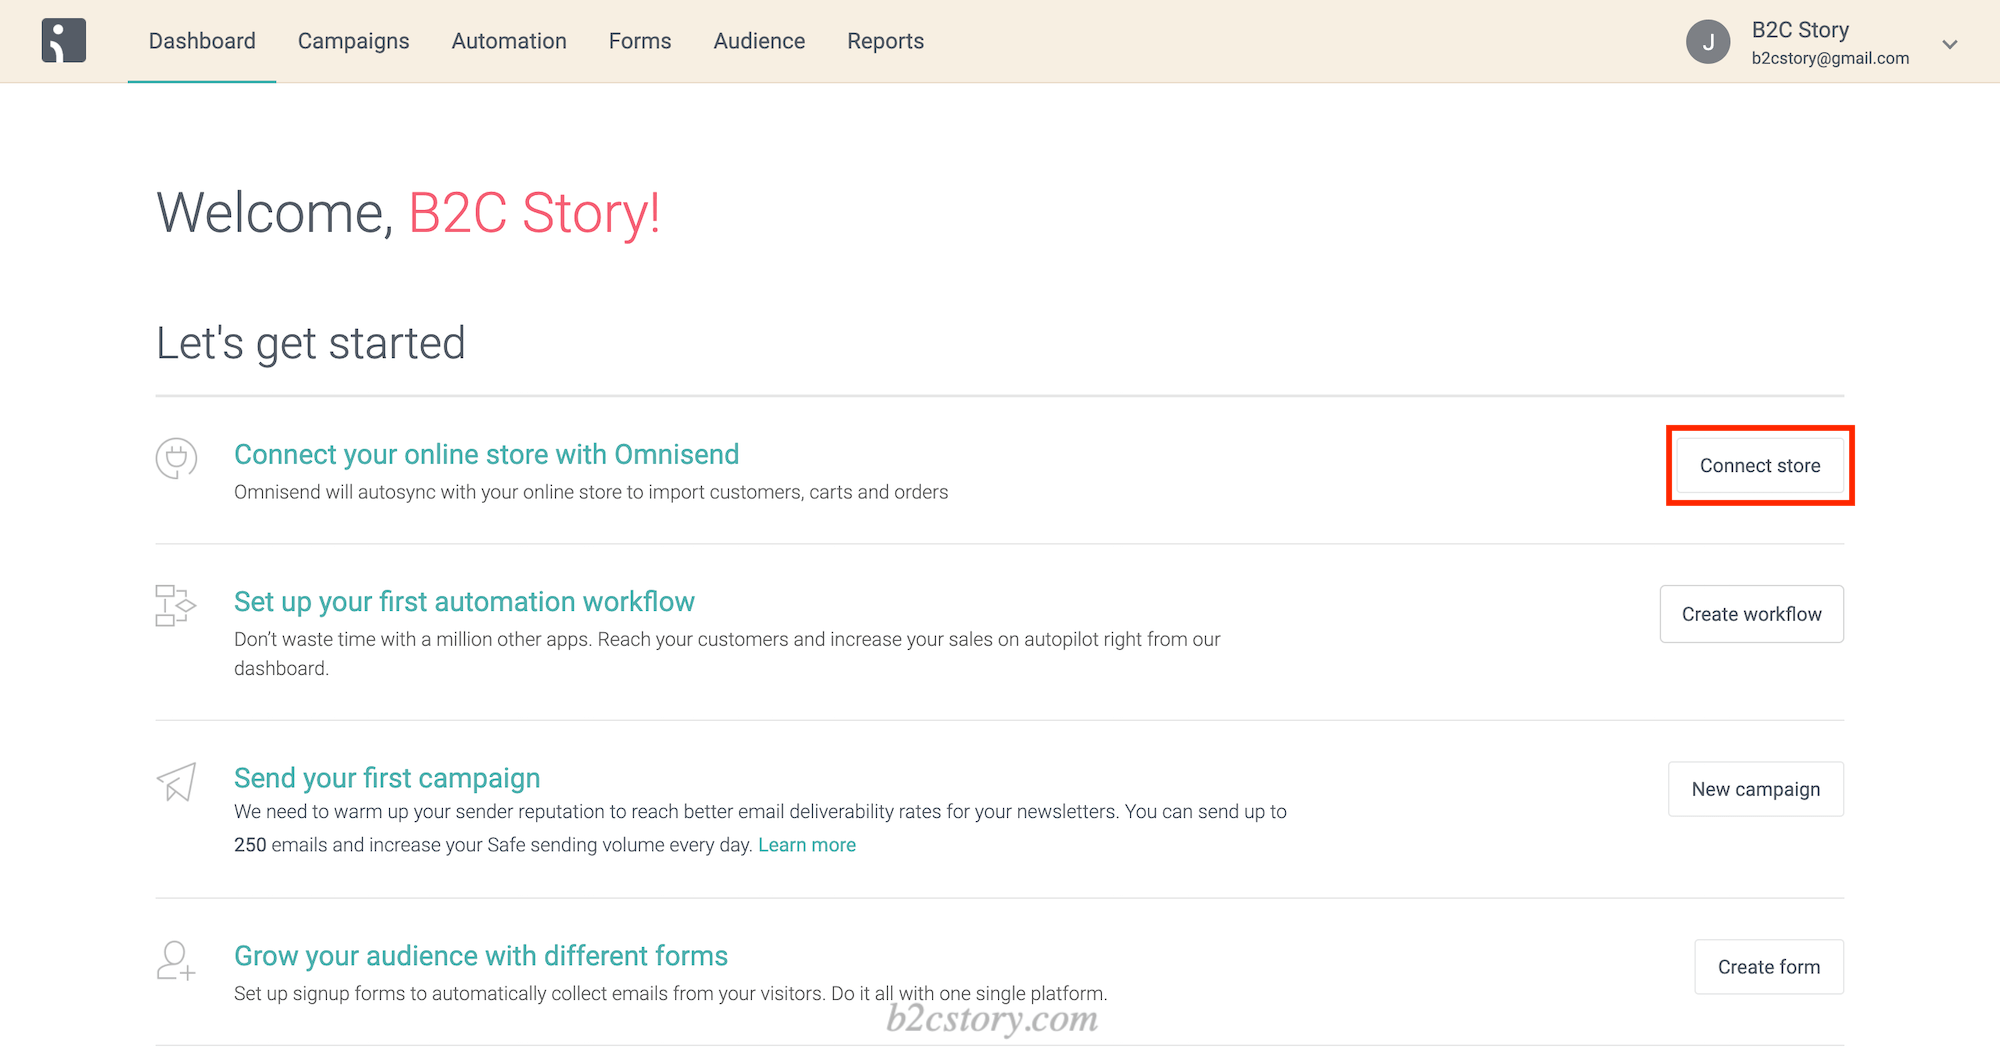 Dashboard Campaigns Automation Forms Audience Reports
J
B2C Story
b2cstory@gmail.com
Welcome, B2C Story!
Let's get started
Connect your online store with Omnisend
Omnisend will autosync with your online store to import customers, carts and orders
Connect store
Set up your first automation workflow
Don’t waste time with a million other apps. Reach your customers and increase your sales on autopilot right from our
dashboard.
Create workflow
Send your first campaign
We need to warm up your sender reputation to reach better email deliverability rates for your newsletters. You can send up to
250 emails and increase your Safe sending volume every day. Learn more
New campaign
Grow your audience with different forms
Set up signup forms to automatically collect emails from your visitors. Do it all with one single platform.
Create form
b2cstory.com